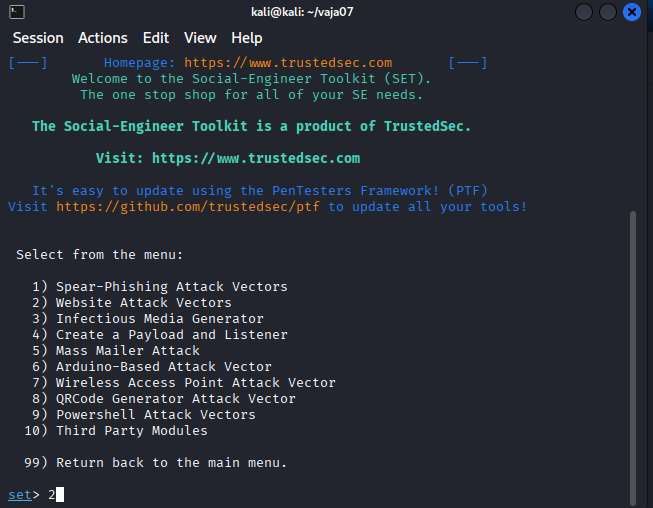 kali@kali: ~/vaja07
Session Actions Edit View Help
[---] Homepage: https://www.trustedsec.com [---]
Welcome to the Social-Engineer Toolkit (SET).
The one stop shop for all of your SE needs.
The Social-Engineer Toolkit is a product of TrustedSec.
Visit: https://www.trustedsec.com
It's easy to update using the PenTesters Framework! (PTF)
Visit https://github.com/trustedsec/ptf to update all your tools!
Select from the menu:
1) Spear-Phishing Attack Vectors
2) Website Attack Vectors
3) Infectious Media Generator
4) Create a Payload and Listener
5) Mass Mailer Attack
6) Arduino-Based Attack Vector
7) Wireless Access Point Attack Vector
8) QRCode Generator Attack Vector
9) Powershell Attack Vectors
10) Third Party Modules
99) Return back to the main menu.
set> 2